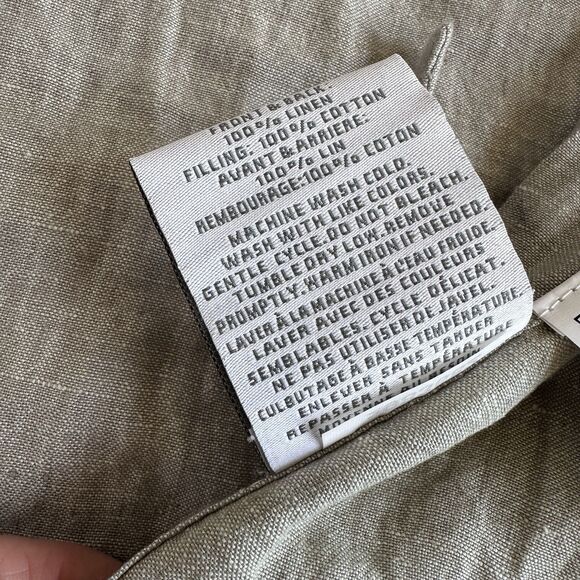 FRONT & BACK:
100% LINEN
FILLING: 100% COTTON
AVANT & ARRIERE:
100% LIN
REMBOURAGE:100% COTON
MACHINE WASH COLD.
WASH WITH LIKE COLORS.
GENTLE CYCLE. DO NOT BLEACH.
TUMBLE DRY LOW. REMOVE
PROMPTLY. WARM IRON IF NEEDED.
LAVER À LA MACHINE À L'EAU FROIDE.
LAVER AVEC DES COULEURS
SEMBLABLES. CYCLE DÉLICAT.
NE PAS UTILISER DE JAVEL.
CULBUTAGE À BASSE TEMPÉRATURE.
ENLEVER SANS TARDER
REPASSER À TEMPÉRATURE